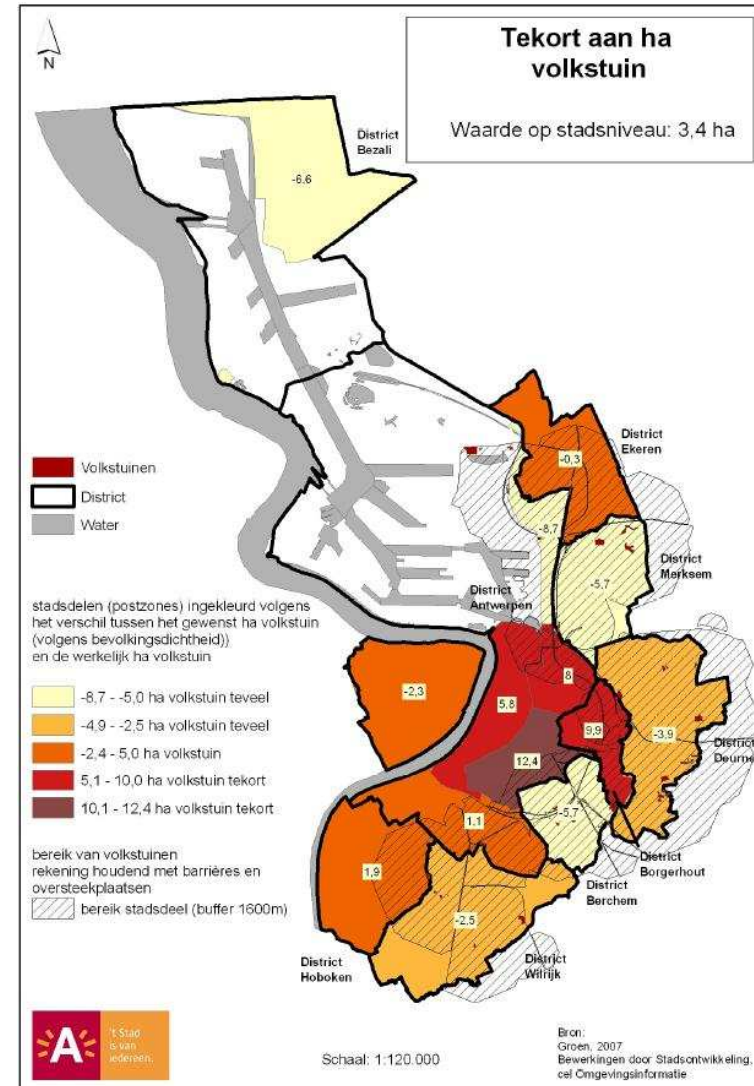 Tekort aan ha
volkstuin
Waarde op stadsniveau: 3,4 ha
N
District
Bezali
-6.6
District
Ekeren
-0,3
Volkstuinen
District
Water
-8,7
District
Merksem
-5,7
District
Antwerpen
stadsdelen (postzones) ingekleurd volgens
het verschil tussen het gewenst ha volkstuin
(volgens bevolkingsdichtheid))
en de werkelijk ha volkstuin
-8,7 - -5,0 ha volkstuin teveel
-4,9 - -2,5 ha volkstuin teveel
-2,4 - 5,0 ha volkstuin
5,1 - 10,0 ha volkstuin tekort
10,1 - 12,4 ha volkstuin tekort
8
-2,3
5,8
9,9
-3,9
District
Deurne
12,4
-5,7
1,1
District
Borgerhout
District
Berchem
bereik van volkstuinen
rekening houdend met barrières en
oversteekplaatsen
bereik stadsdeel (buffer 1600m)
1,9
-2,5
District
Hoboken
District
Wilrijk
A
't Stad
is van
iedereen.
Schaal: 1:120.000
Bron:
Groen, 2007
Bewerkingen door Stadsontwikkeling,
cel Omgevingsinformatie